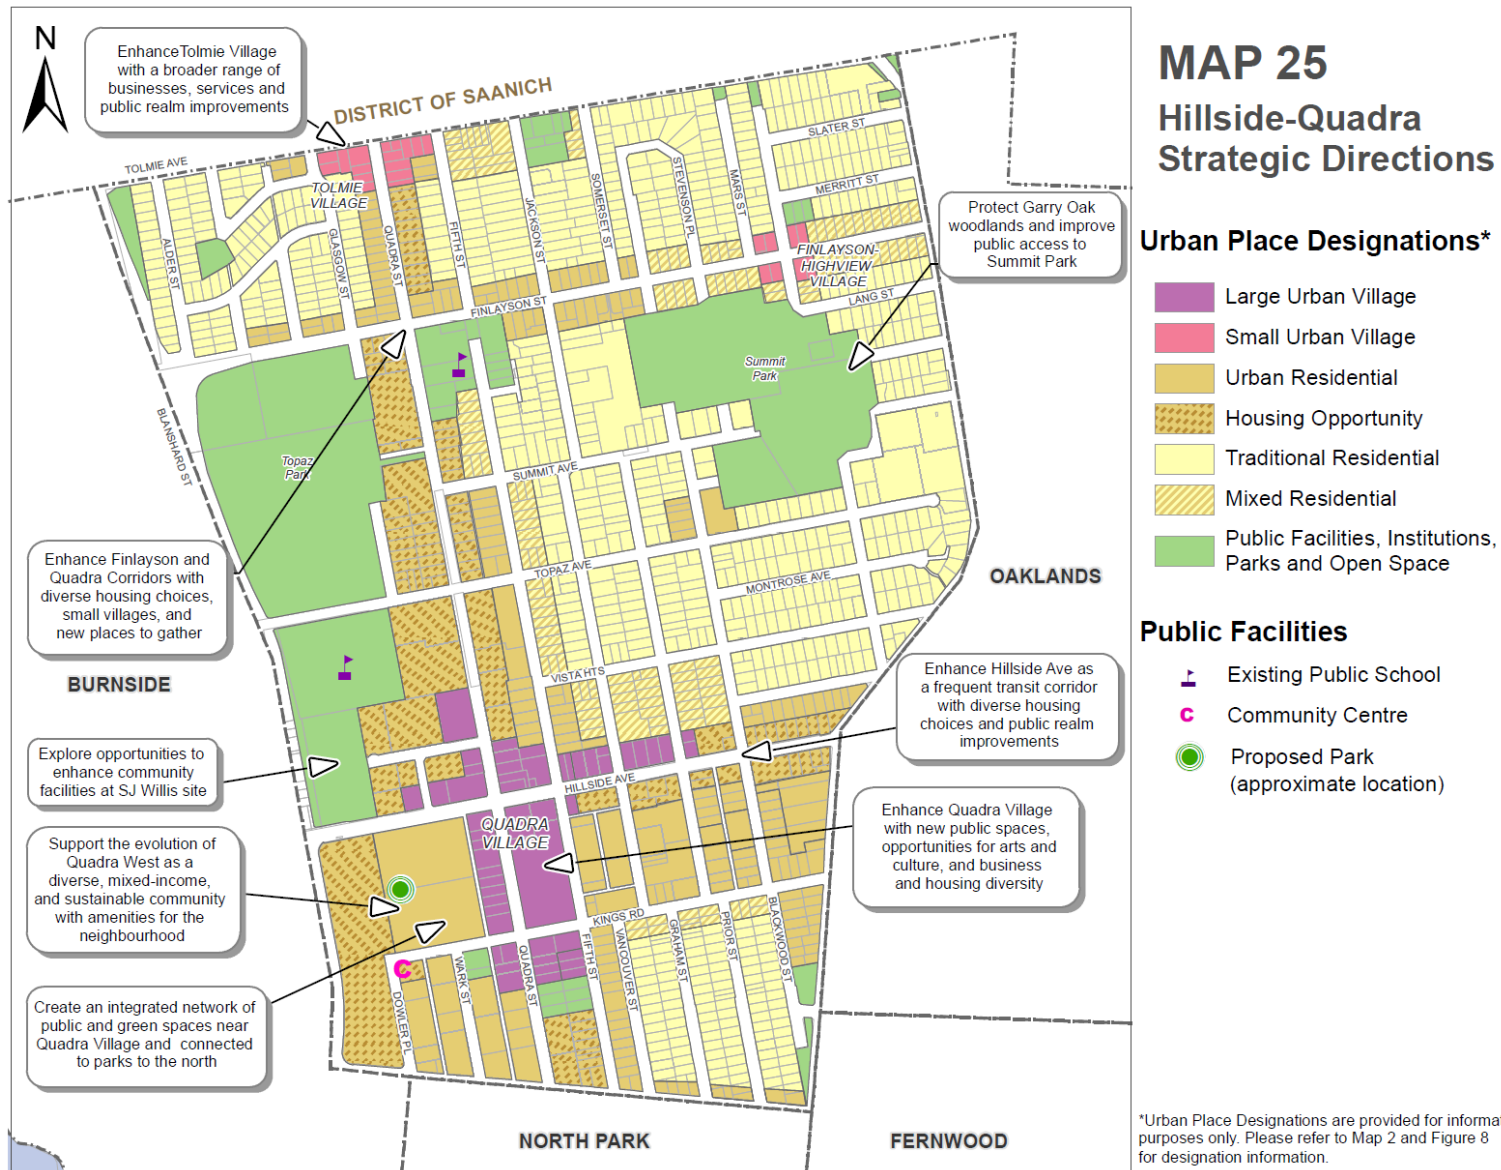 N
Enhance Tolmie Village
with a broader range of
businesses, services and
public realm improvements
DISTRICT OF SAANICH
TOLMIE AVE
TOLMIE
VILLAGE
ALDER ST
GLASGOW ST
QUADRA ST
FIFTH ST
JACKSON ST
SOMERSET ST
STEVENSON PL
MARS ST
SLATER ST
MERRITT ST
FINLAYSON-
HIGHVIEW
VILLAGE
LANG ST
FINLAYSON ST
Protect Garry Oak
woodlands and improve
public access to
Summit Park
Summit
Park
BLANSHARD ST
Topaz
Park
SUMMIT AVE
Enhance Finlayson and
Quadra Corridors with
diverse housing choices,
small villages, and
new places to gather
TOPAZ AVE
MONTROSE AVE
OAKLANDS
BURNSIDE
VISTA HTS
Enhance Hillside Ave as
a frequent transit corridor
with diverse housing
choices and public realm
improvements
Explore opportunities to
enhance community
facilities at SJ Willis site
HILLSIDE AVE
QUADRA
VILLAGE
Enhance Quadra Village
with new public spaces,
opportunities for arts and
culture, and business
and housing diversity
Support the evolution of
Quadra West as a
diverse, mixed-income,
and sustainable community
with amenities for the
neighbourhood
KINGS RD
C
DOWLER PL
WARK ST
QUADRA ST
FIFTH ST
VANCOUVER ST
GRAHAM ST
PRIOR ST
BLACKWOOD ST
Create an integrated network of
public and green spaces near
Quadra Village and connected
to parks to the north
NORTH PARK
FERNWOOD
MAP 25
Hillside-Quadra
Strategic Directions
Urban Place Designations*
Large Urban Village
Small Urban Village
Urban Residential
Housing Opportunity
Traditional Residential
Mixed Residential
Public Facilities, Institutions,
Parks and Open Space
Public Facilities
Existing Public School
C Community Centre
Proposed Park
(approximate location)
*Urban Place Designations are provided for informat
purposes only. Please refer to Map 2 and Figure 8
for designation information.